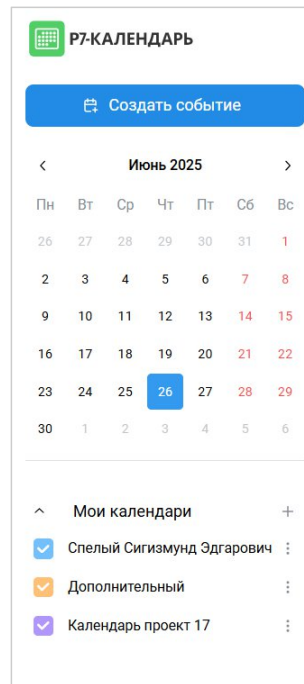 Р7-КАЛЕНДАРЬ
Создать событие
Июнь 2025
Пн Вт Ср Чт Пт Сб Вс
26 27 28 29 30 31 1
2 3 4 5 6 7 8
9 10 11 12 13 14 15
16 17 18 19 20 21 22
23 24 25 26 27 28 29
30 1 2 3 4 5 6
Мои календари
Спелый Сигизмунд Эдгарович
Дополнительный
Календарь проект 17